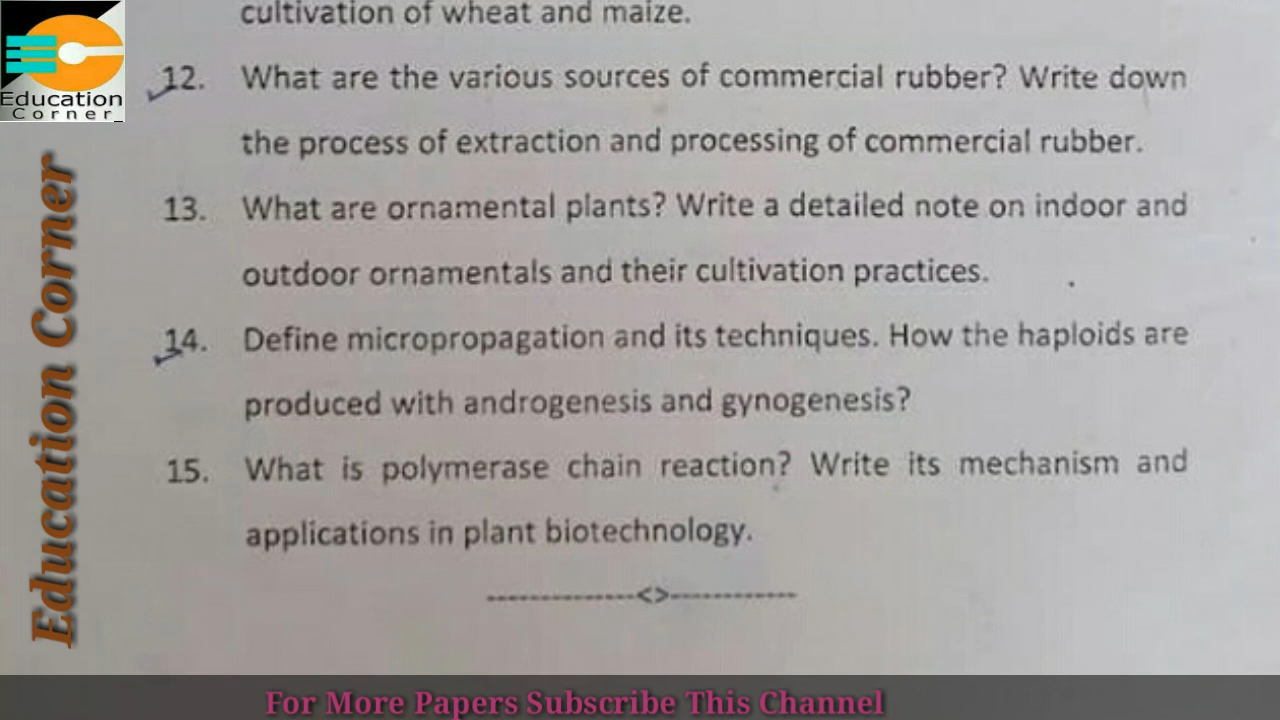 cultivation of wheat and maize.
Education
Corner
12. What are the various sources of commercial rubber? Write down
the process of extraction and processing of commercial rubber.
13. What are ornamental plants? Write a detailed note on indoor and
outdoor ornamentals and their cultivation practices.
14. Define micropropagation and its techniques. How the haploids are
produced with androgenesis and gynogenesis?
15. What is polymerase chain reaction? Write its mechanism and
applications in plant biotechnology.
--------------<>------------
Education Corner
For More Papers Subscribe This Channel